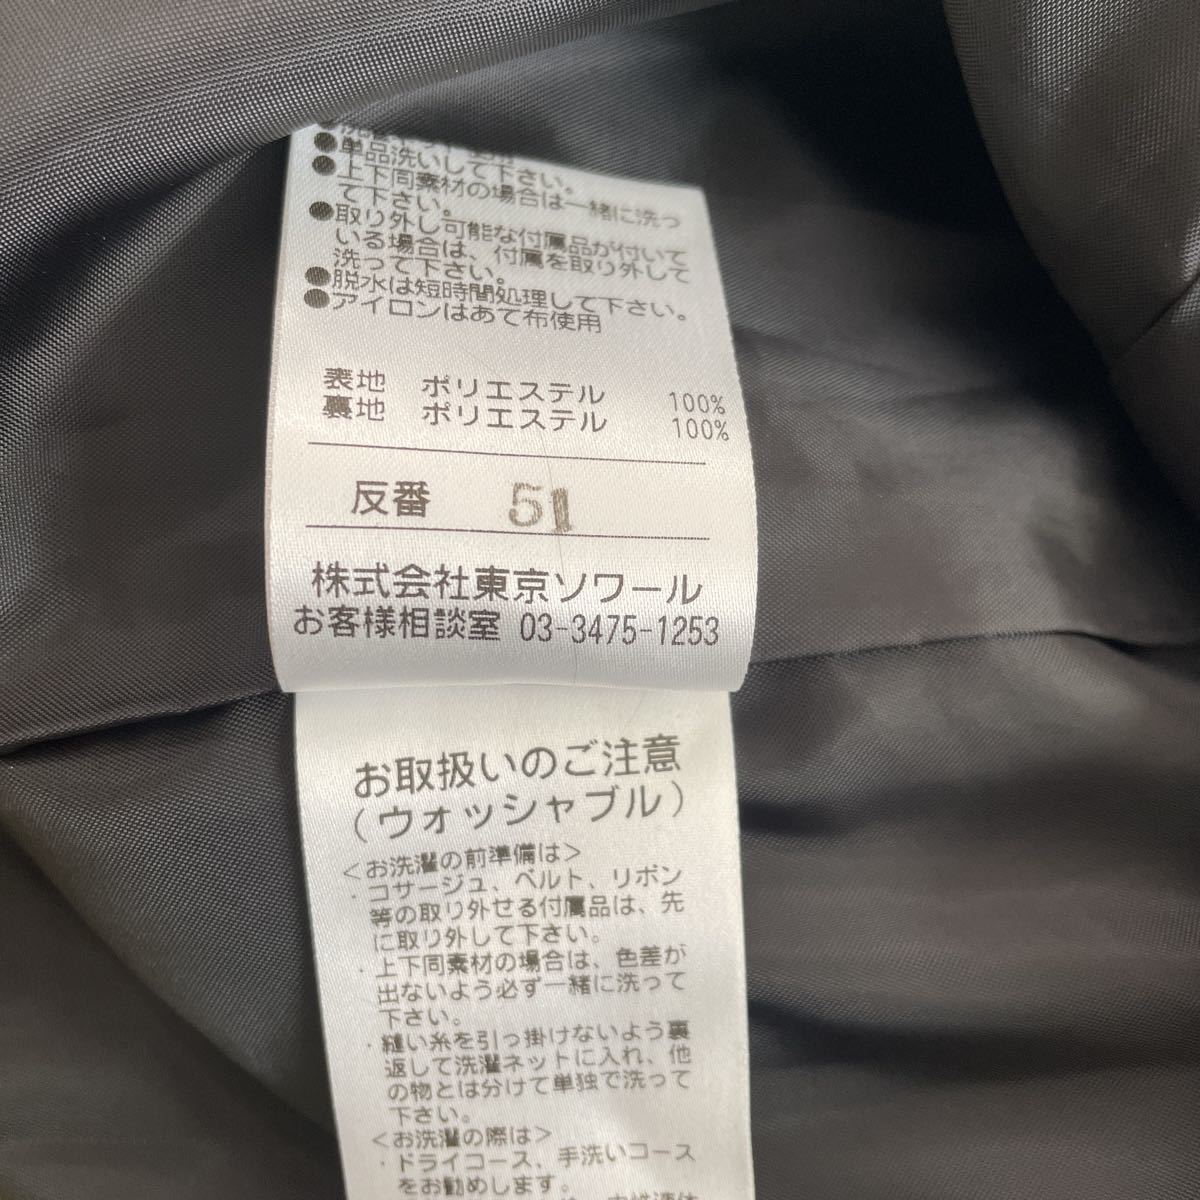 ●単品洗いして下さい。
●上下同素材の場合は一緒に洗っ
て下さい。
●取り外し可能な付属品が付いて
いる場合は、付属を取り外して
洗って下さい。
●脱水は短時間処理して下さい。
●アイロンはあて布使用
表地 ポリエステル 100%
裏地 ポリエステル 100%
反番 51
株式会社東京ソワール
お客様相談室 03-3475-1253
お取扱いのご注意
(ウォッシャブル)
<お洗濯の前準備は>
・コサージュ、ベルト、リボン
等の取り外せる付属品は、先
に取り外して下さい。
・上下同素材の場合は、色差が
出ないよう必ず一緒に洗って
下さい。
・縫い糸を引っ掛けないよう裏
返して洗濯ネットに入れ、他
の物とは分けて単独で洗って
下さい。
<お洗濯の際は>
・ドライコース、手洗いコース
をお勧めします。
中性液体